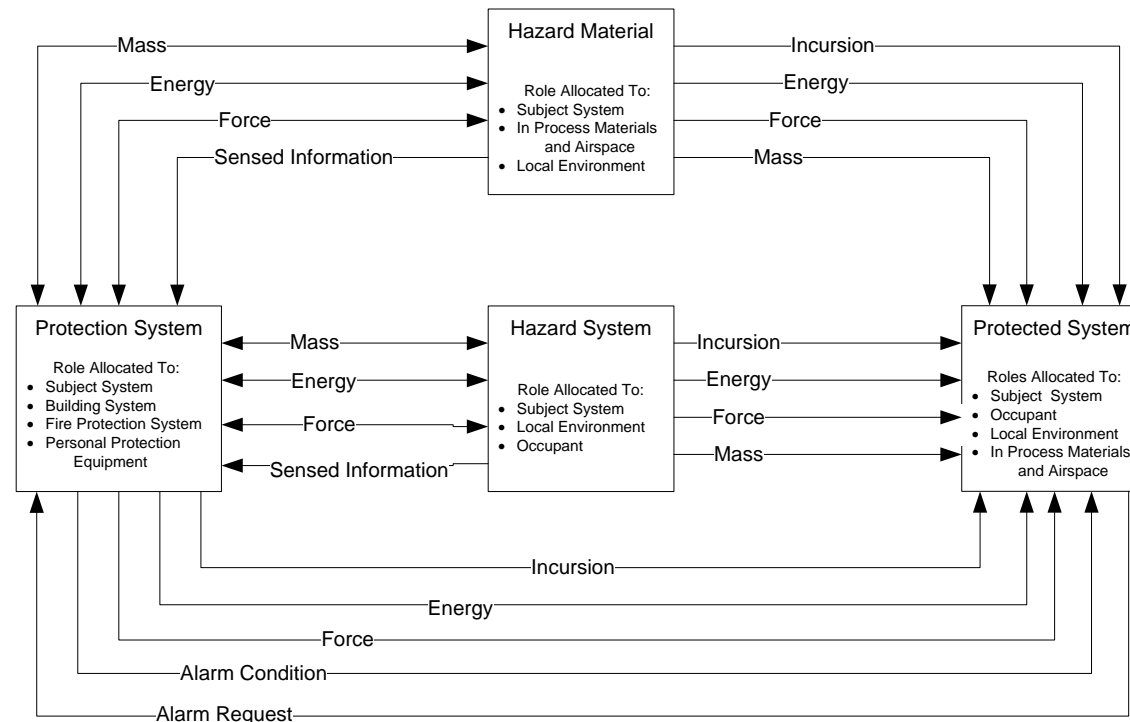 Hazard Material
Role Allocated To:
• Subject System
• In Process Materials
and Airspace
• Local Environment
Mass
Energy
Force
Sensed Information
Incursion
Energy
Force
Mass
Protection System
Role Allocated To:
• Subject System
• Building System
• Fire Protection System
• Personal Protection
Equipment
Mass
Energy
Force
Sensed Information
Hazard System
Role Allocated To:
• Subject System
• Local Environment
• Occupant
Incursion
Energy
Force
Mass
Protected System
Roles Allocated To:
• Subject System
• Occupant
• Local Environment
• In Process Materials
and Airspace
Incursion
Energy
Force
Alarm Condition
Alarm Request